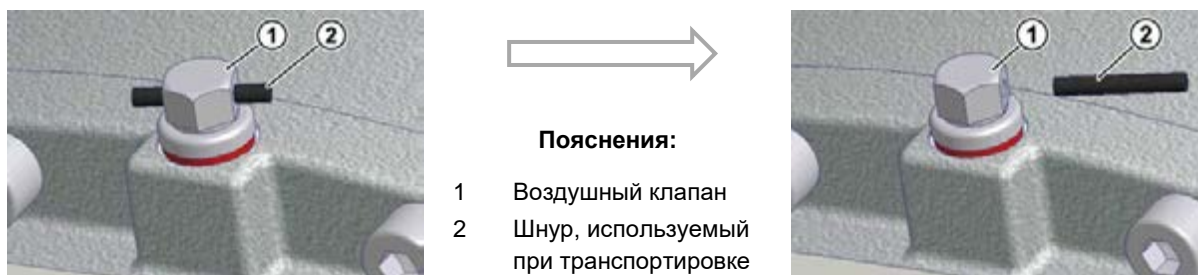 1
2
1
2
Пояснения:
1 Воздушный клапан
2 Шнур, используемый
при транспортировке